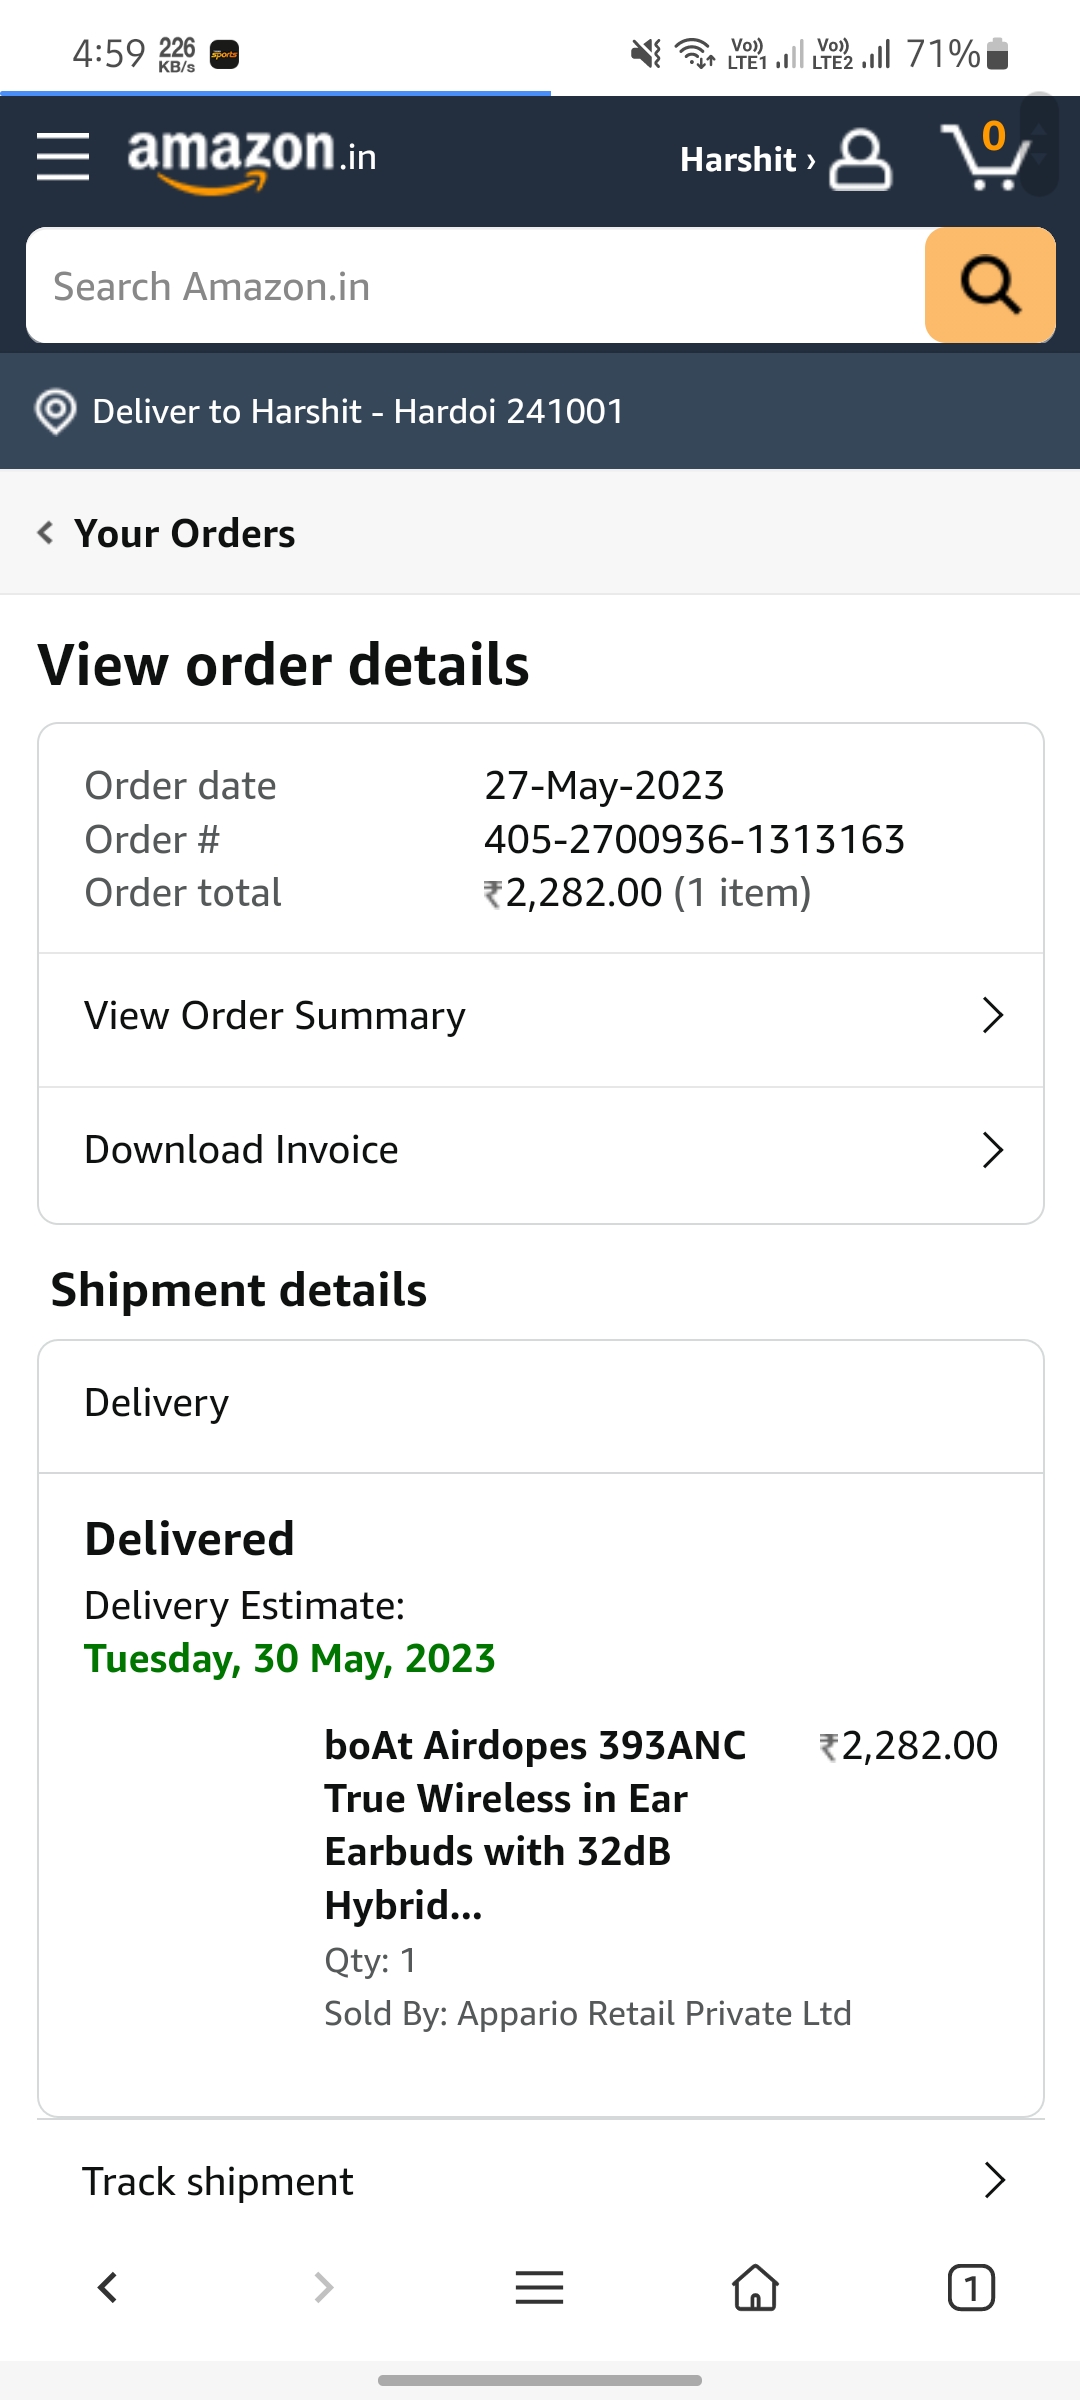 4:59 226 KB/s sports Vo)) LTE1 Vo)) LTE2 71%
amazon.in Harshit › 0
Search Amazon.in
Deliver to Harshit - Hardoi 241001
Your Orders
View order details
Order date 27-May-2023
Order # 405-2700936-1313163
Order total ₹2,282.00 (1 item)
View Order Summary
Download Invoice
Shipment details
Delivery
Delivered
Delivery Estimate:
Tuesday, 30 May, 2023
boAt Airdopes 393ANC ₹2,282.00
True Wireless in Ear
Earbuds with 32dB
Hybrid...
Qty: 1
Sold By: Appario Retail Private Ltd
Track shipment
1